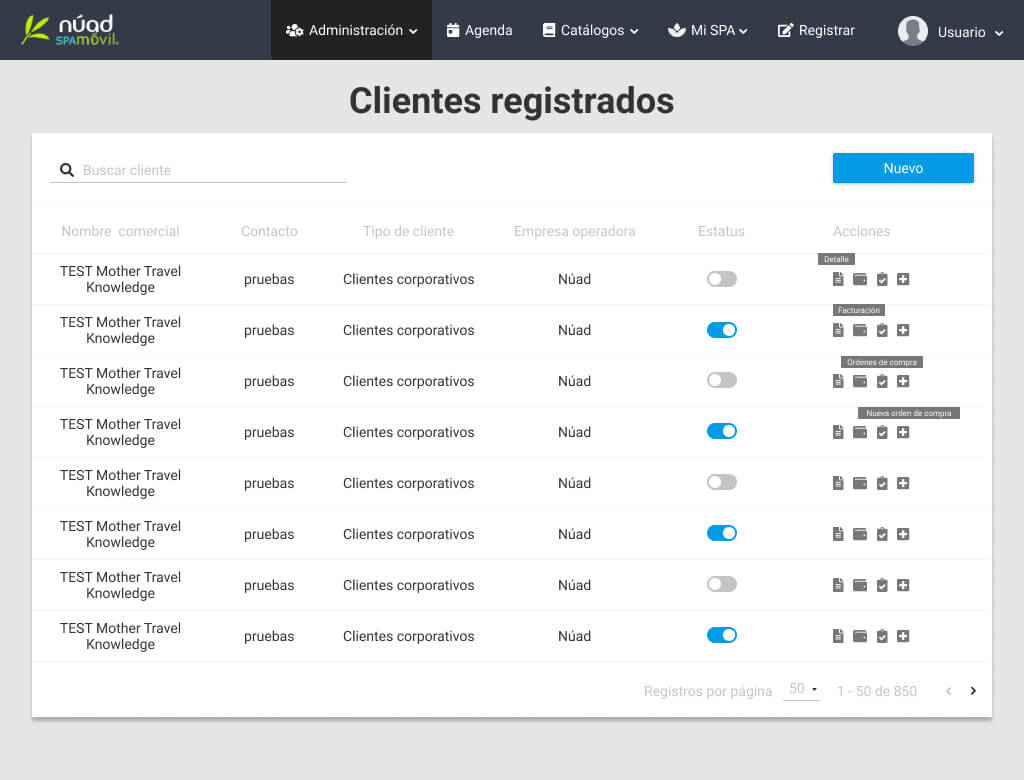 núad
SPAmóvil.
Administración
Agenda
Catálogos
Mi SPA
Registrar
Usuario
Clientes registrados
Buscar cliente
Nuevo
Nombre comercial
Contacto
Tipo de cliente
Empresa operadora
Estatus
Acciones
Detalle
TEST Mother Travel
Knowledge
pruebas
Clientes corporativos
Núad
Facturación
TEST Mother Travel
Knowledge
pruebas
Clientes corporativos
Núad
Órdenes de compra
TEST Mother Travel
Knowledge
pruebas
Clientes corporativos
Núad
Nueva orden de compra
TEST Mother Travel
Knowledge
pruebas
Clientes corporativos
Núad
TEST Mother Travel
Knowledge
pruebas
Clientes corporativos
Núad
TEST Mother Travel
Knowledge
pruebas
Clientes corporativos
Núad
TEST Mother Travel
Knowledge
pruebas
Clientes corporativos
Núad
TEST Mother Travel
Knowledge
pruebas
Clientes corporativos
Núad
Registros por página
50
1 - 50 de 850